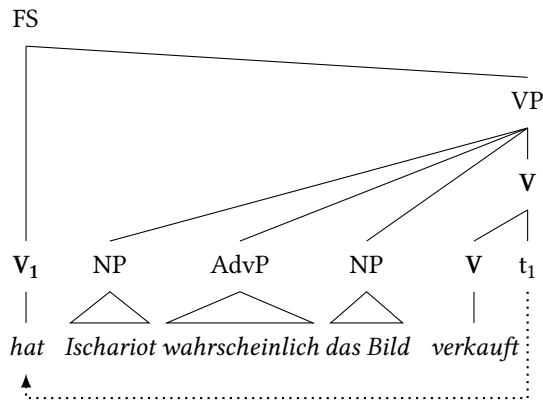 FS
VP
V
V₁ NP AdvP NP V t₁
hat Ischariot wahrscheinlich das Bild verkauft